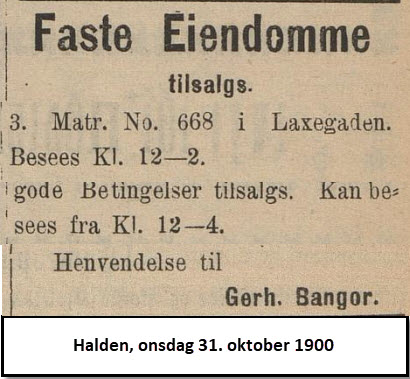 Faste Eiendomme
tilsalgs.
3. Matr. No. 668 i Laxegaden.
Besees Kl. 12—2.
gode Betingelser tilsalgs. Kan be-
sees fra Kl. 12—4.
Henvendelse til
Gerh. Bangor.
Halden, onsdag 31. oktober 1900